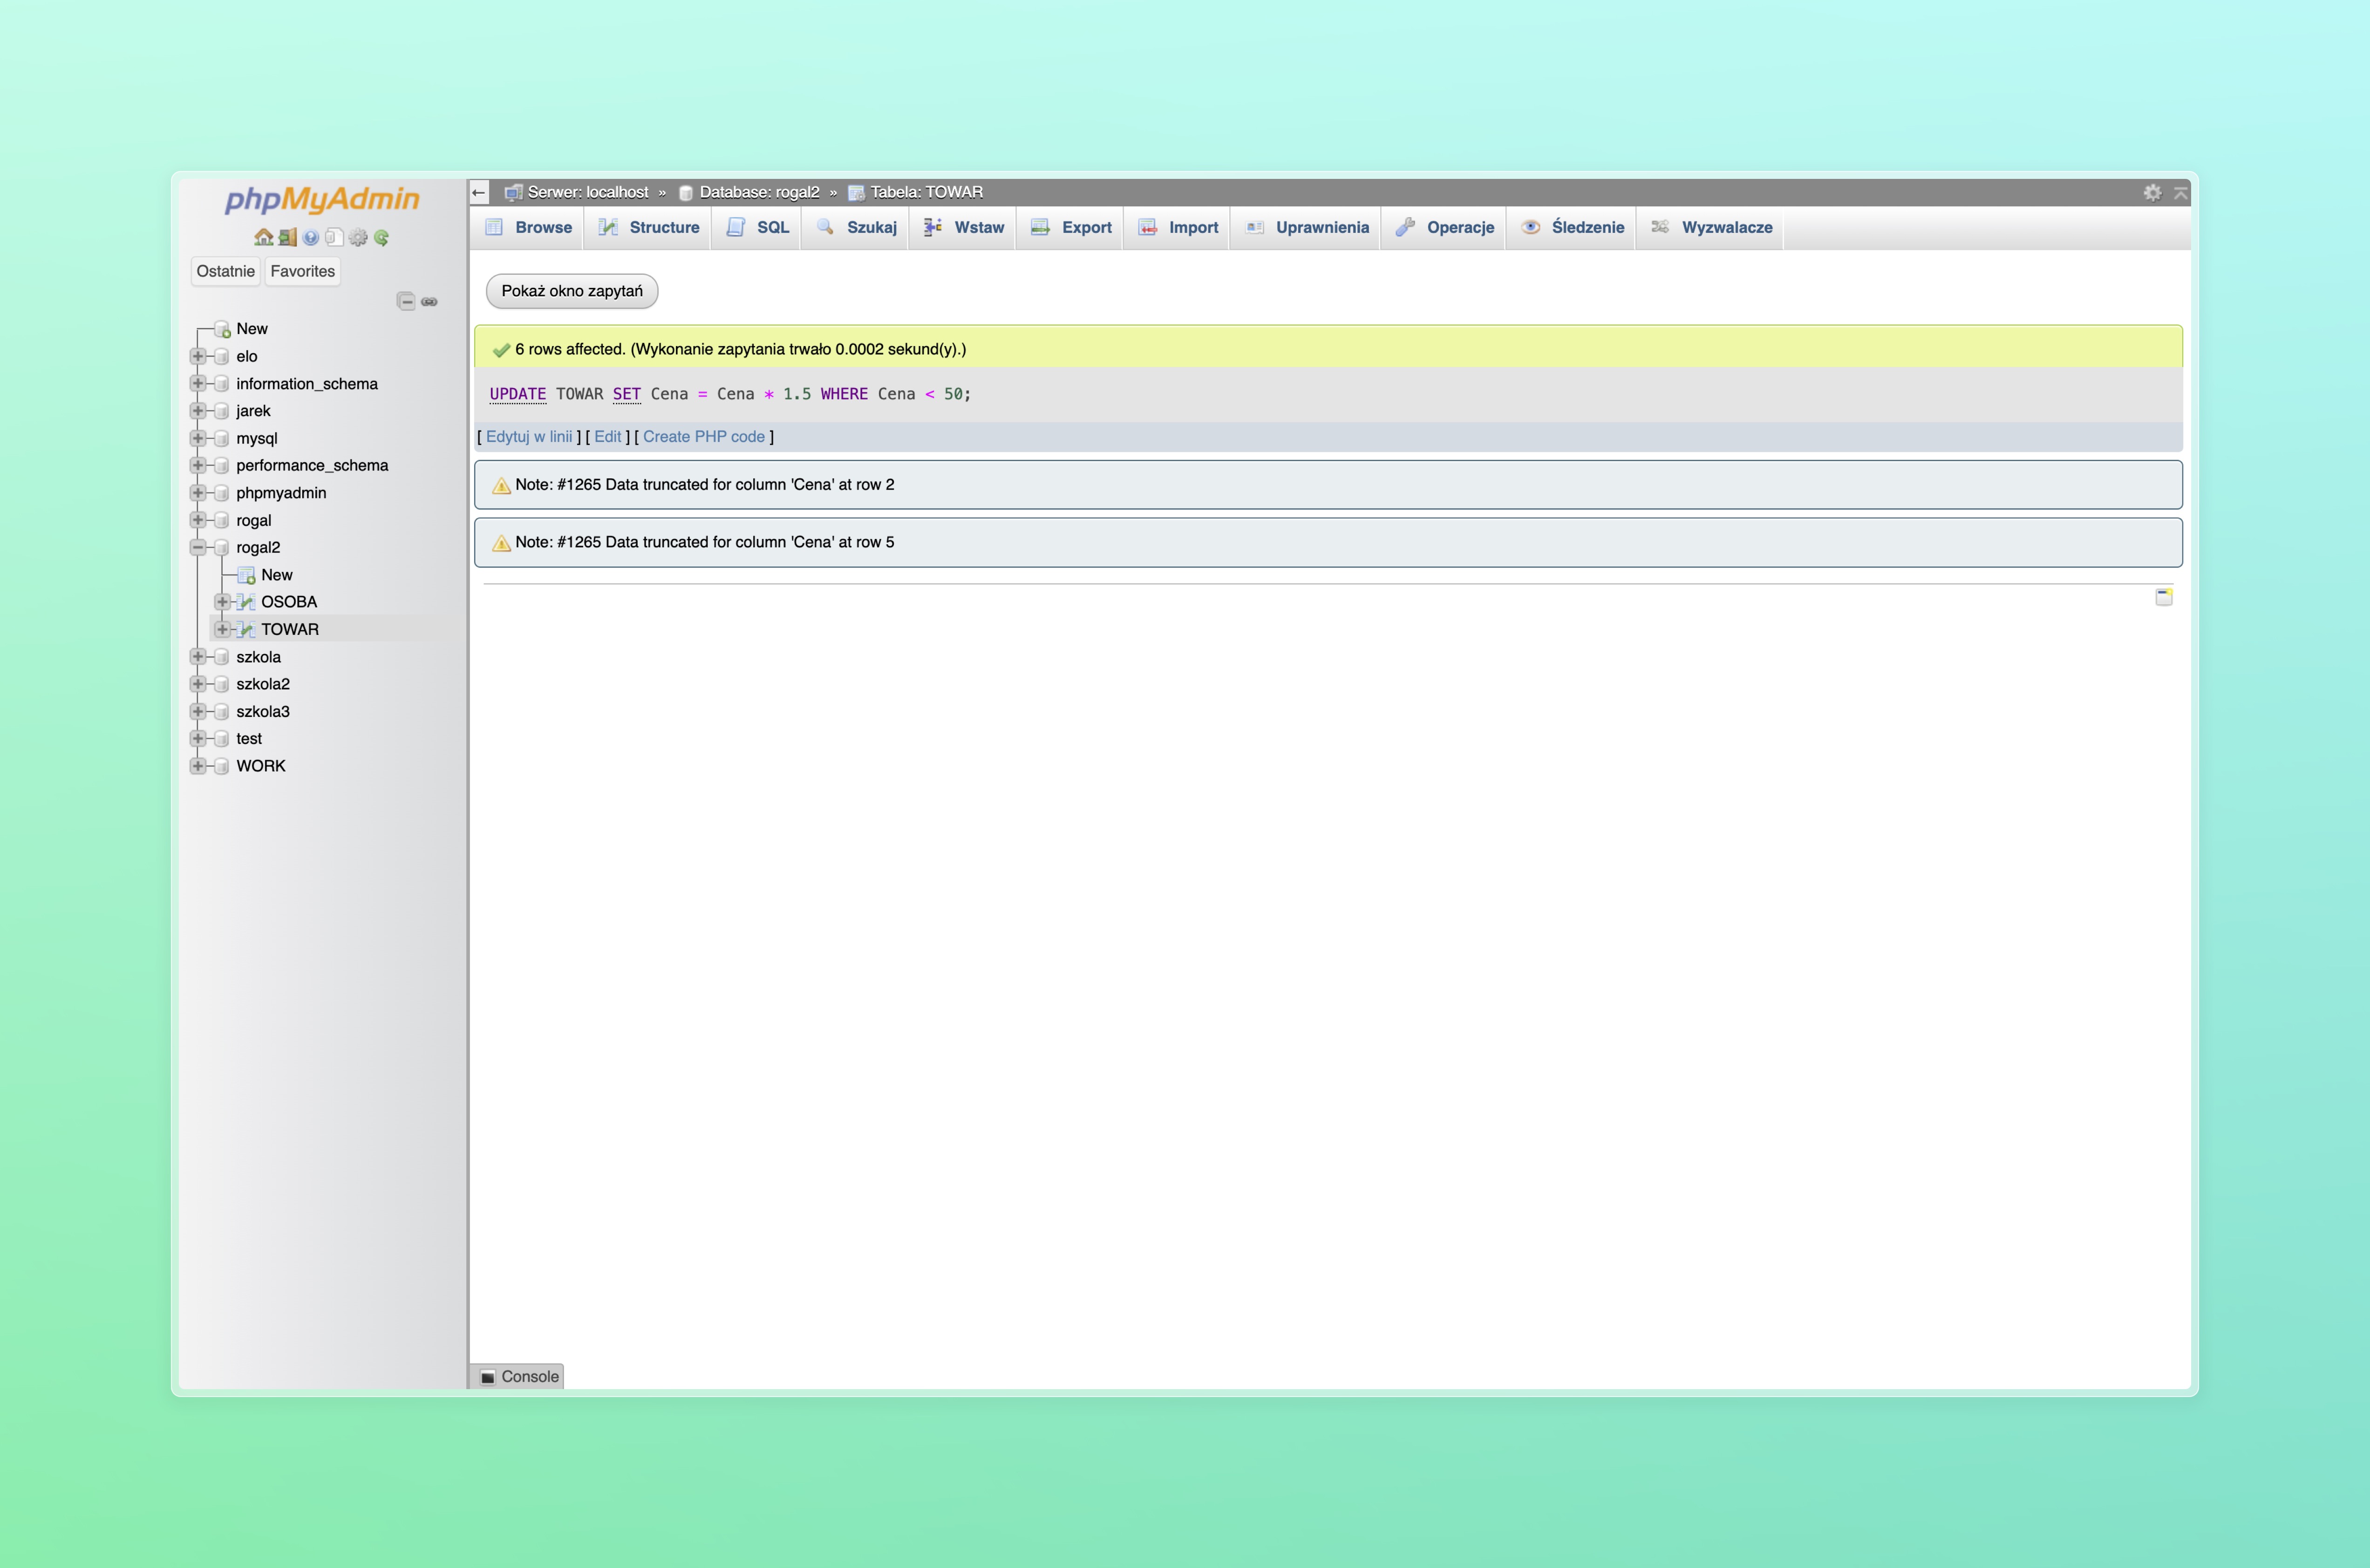 phpMyAdmin
Ostatnie Favorites
New
elo
information_schema
jarek
mysql
performance_schema
phpmyadmin
rogal
rogal2
New
OSOBA
TOWAR
szkola
szkola2
szkola3
test
WORK
Serwer: localhost » Database: rogal2 » Tabela: TOWAR
Browse Structure SQL Szukaj Wstaw Export Import Uprawnienia Operacje Śledzenie Wyzwalacze
Pokaż okno zapytań
6 rows affected. (Wykonanie zapytania trwało 0.0002 sekund(y).)
UPDATE TOWAR SET Cena = Cena * 1.5 WHERE Cena < 50;
[ Edytuj w linii ] [ Edit ] [ Create PHP code ]
Note: #1265 Data truncated for column 'Cena' at row 2
Note: #1265 Data truncated for column 'Cena' at row 5
Console